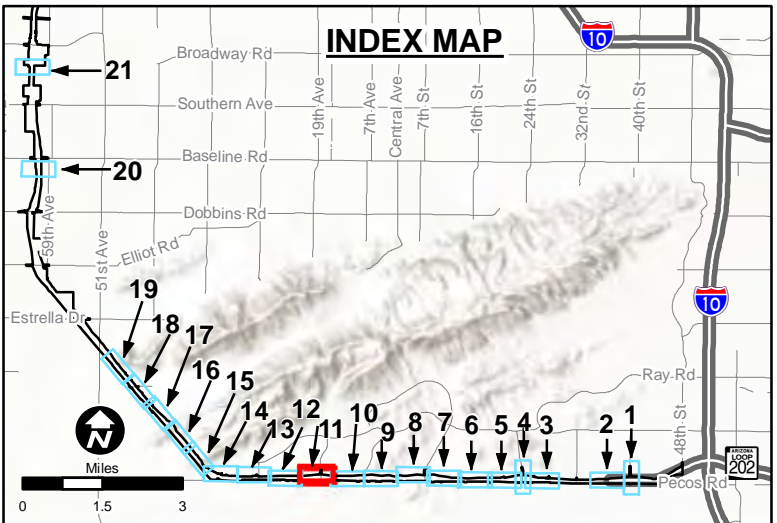 INDEX MAP
10
Broadway Rd
21
Southern Ave
19th Ave
7th Ave
Central Ave
7th St
16th St
24th St
32nd St
40th St
Baseline Rd
20
Dobbins Rd
59th Ave
51st Ave
Elliot Rd
10
Estrella Dr
19
18
17
16
15
14
13
12
11
10
9
8
7
6
5
4
3
2
1
Ray Rd
48th St
N
Miles
0 1.5 3
ARIZONA
LOOP
202
Pecos Rd